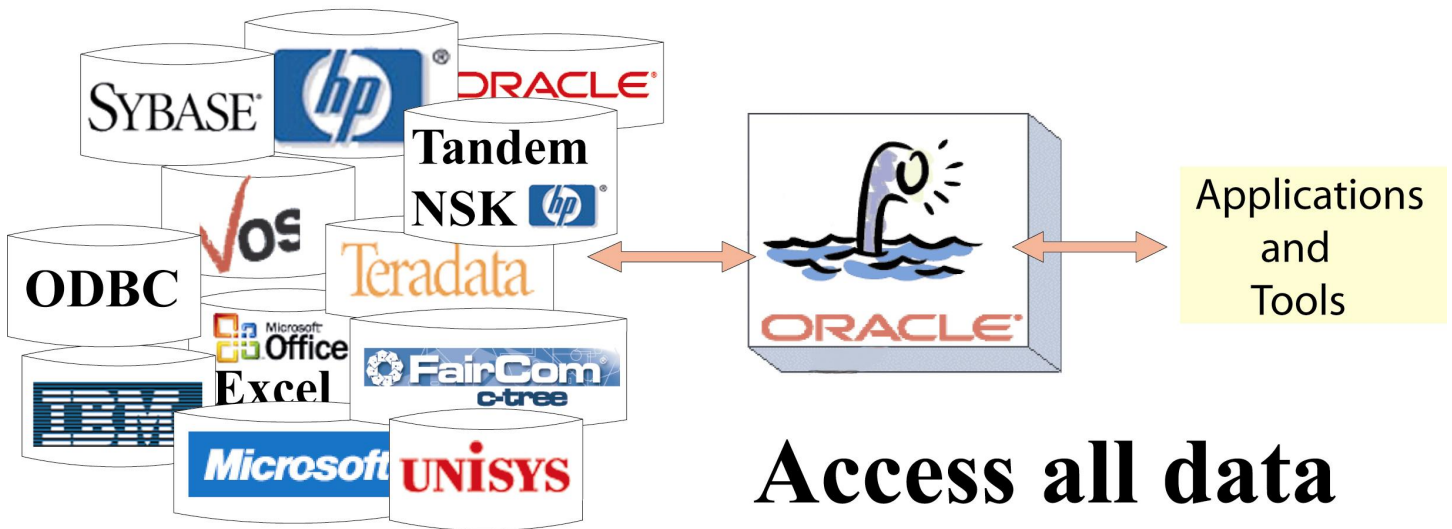 SYBASE®
hp®
ORACLE®
Tandem
NSK hp®
VOS
ODBC
Teradata
Microsoft®
Office
Excel
FairCom®
c-tree
IBM
Microsoft
UNiSYS
ORACLE®
Applications
and
Tools
Access all data